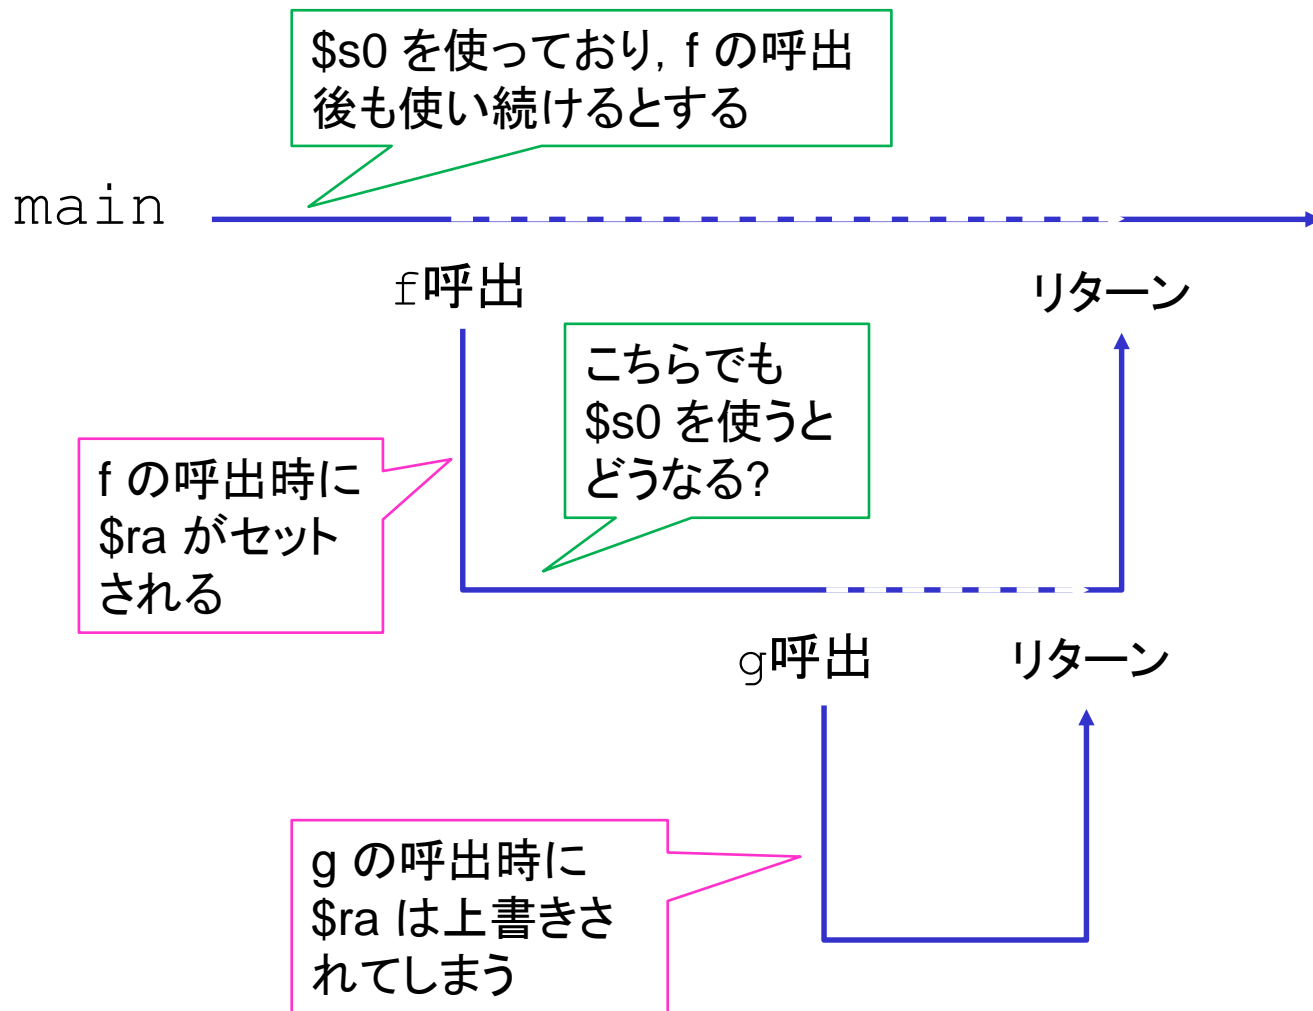 $s0 を使っており, f の呼出
後も使い続けるとする
main
f呼出
リターン
こちらでも
$s0 を使うと
どうなる?
f の呼出時に
$ra がセット
される
g呼出
リターン
g の呼出時に
$ra は上書きさ
れてしまう